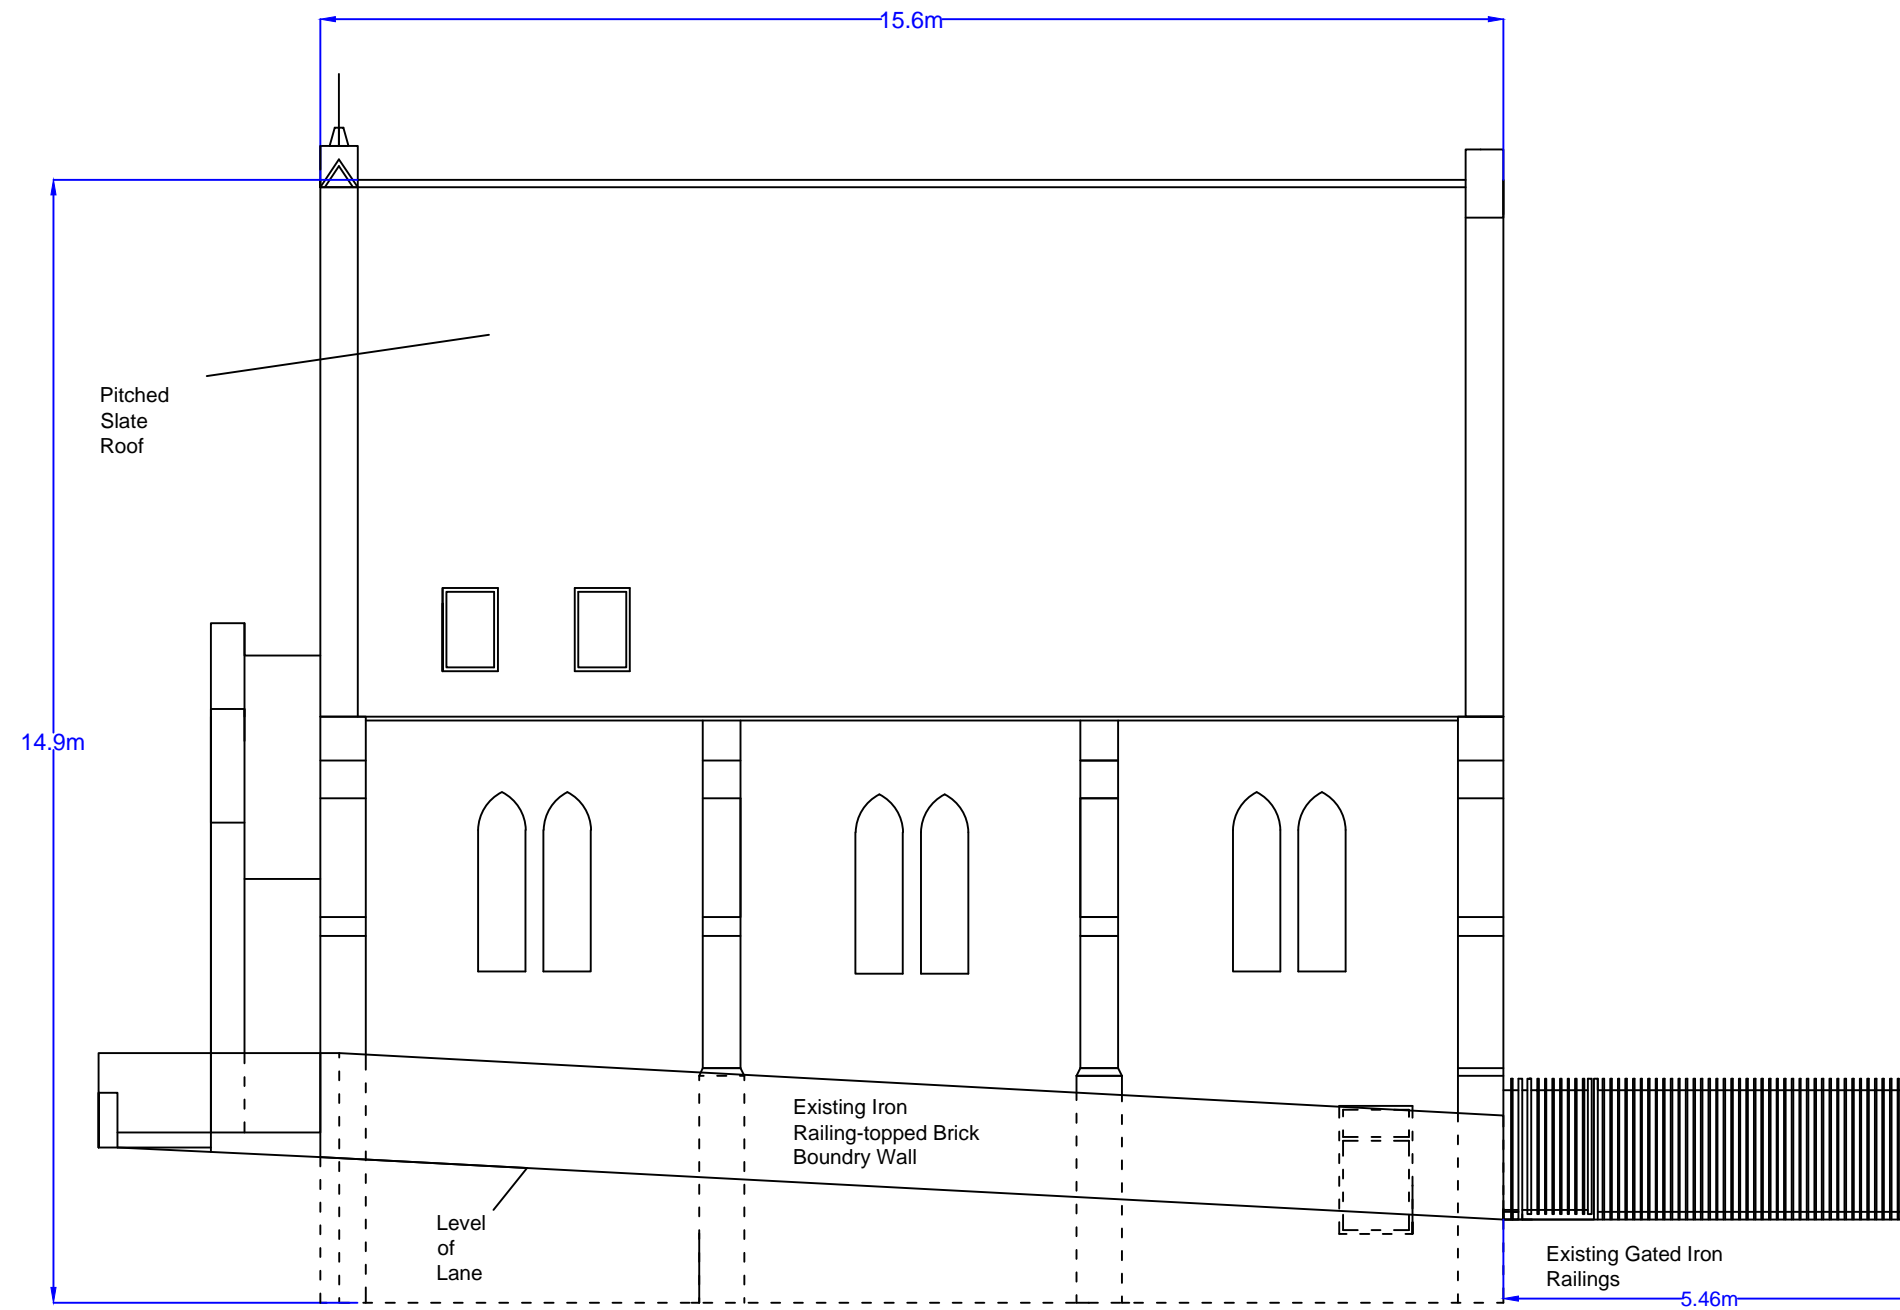 15.6m
Pitched
Slate
Roof
14.9m
Existing Iron
Railing-topped Brick
Boundry Wall
Level
of
Lane
Existing Gated Iron
Railings
5.46m